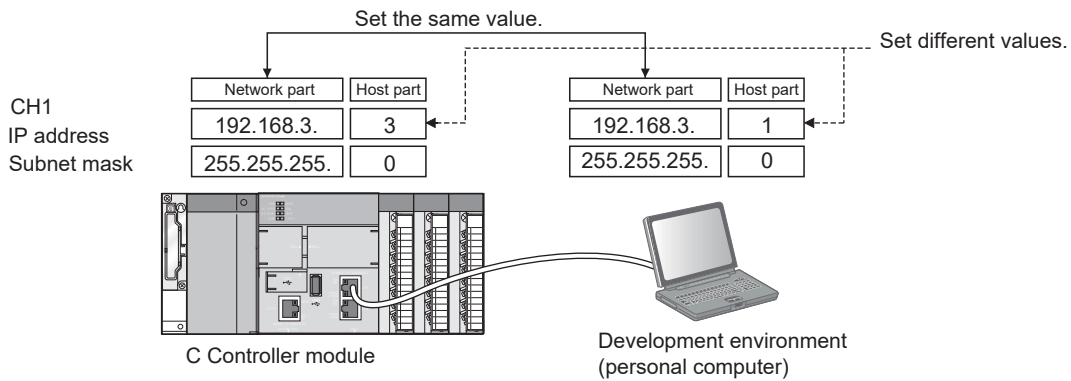 Set the same value.
Set different values.
Network part Host part Network part Host part
CH1
IP address 192.168.3. 3 192.168.3. 1
Subnet mask 255.255.255. 0 255.255.255. 0
C Controller module
Development environment
(personal computer)